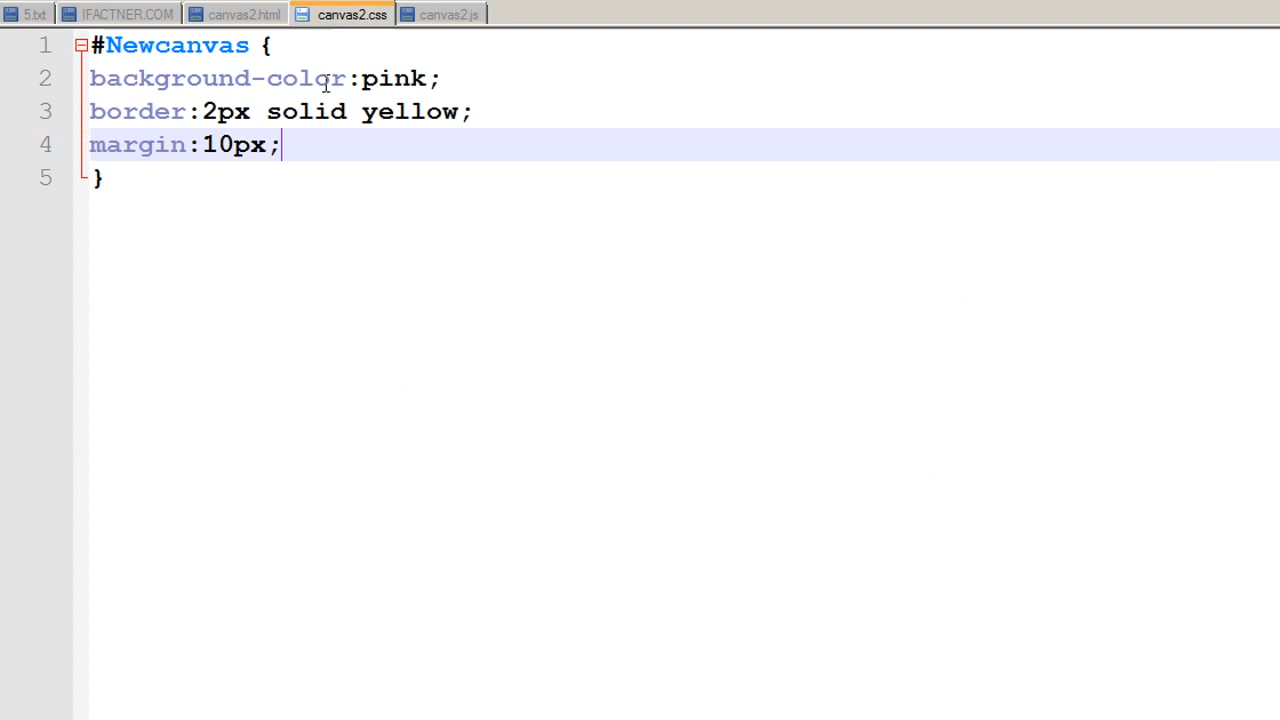 5.txt IFACTNER.COM canvas2.html canvas2.css canvas2.js
1 #Newcanvas {
2 background-color:pink;
3 border:2px solid yellow;
4 margin:10px;
5 }